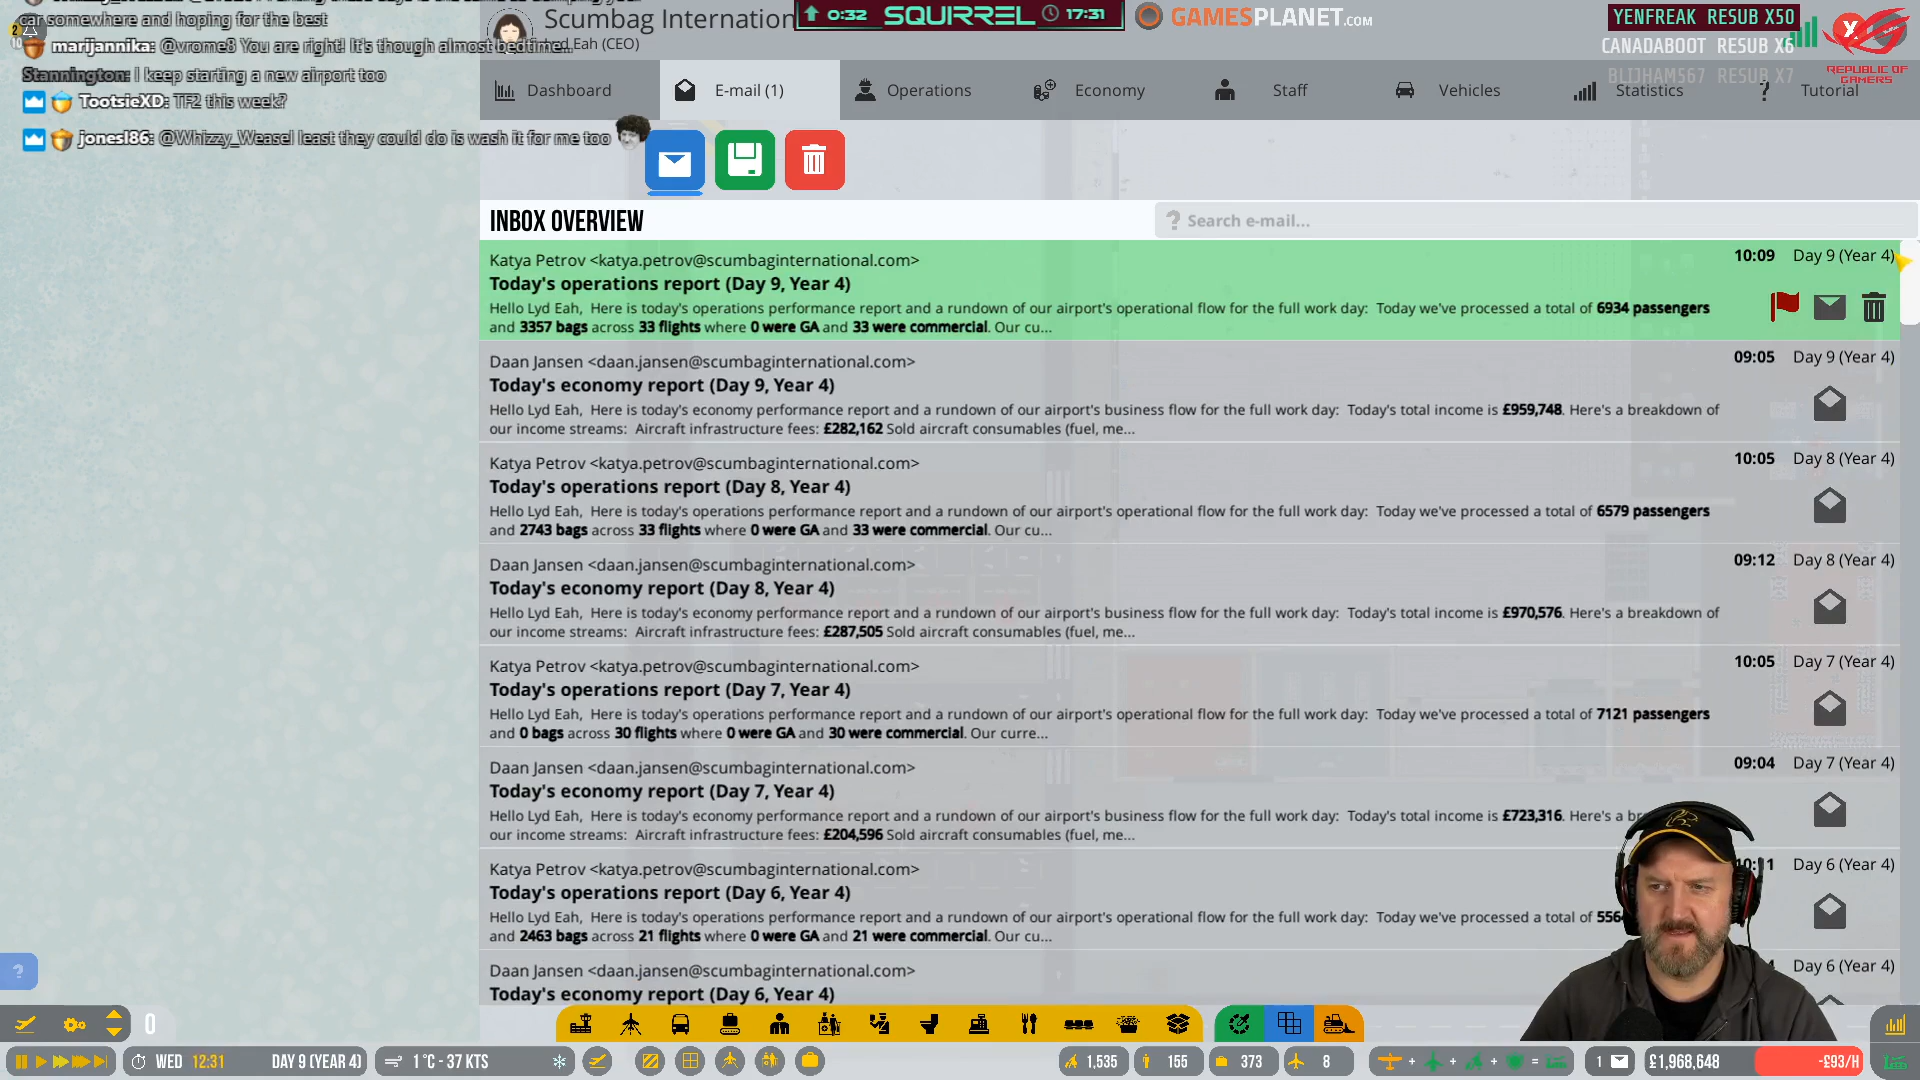 car somewhere and hoping for the best
marijannika: @vrome8 You are right! It's though almost bedtime...
Stannington: I keep starting a new airport too
TootsieXD: TF2 this week?
jonesl86: @Whizzy_Weasel least they could do is wash it for me too
Scumbag Internation
d Eah (CEO)
0:32 SQUIRREL 17:31
GAMESPLANET.COM
YENFREAK RESUB X50
CANADABOOT RESUB X6
BLIJHAM567 RESUB X7
REPUBLIC OF
GAMERS
Dashboard
E-mail (1)
Operations
Economy
Staff
Vehicles
Statistics
? Tutorial
INBOX OVERVIEW
? Search e-mail...
Katya Petrov <katya.petrov@scumbaginternational.com>
10:09 Day 9 (Year 4)
Today's operations report (Day 9, Year 4)
Hello Lyd Eah, Here is today's operations performance report and a rundown of our airport's operational flow for the full work day: Today we've processed a total of 6934 passengers
and 3357 bags across 33 flights where 0 were GA and 33 were commercial. Our cu...
Daan Jansen <daan.jansen@scumbaginternational.com>
09:05 Day 9 (Year 4)
Today's economy report (Day 9, Year 4)
Hello Lyd Eah, Here is today's economy performance report and a rundown of our airport's business flow for the full work day: Today's total income is £959,748. Here's a breakdown of
our income streams: Aircraft infrastructure fees: £282,162 Sold aircraft consumables (fuel, me...
Katya Petrov <katya.petrov@scumbaginternational.com>
10:05 Day 8 (Year 4)
Today's operations report (Day 8, Year 4)
Hello Lyd Eah, Here is today's operations performance report and a rundown of our airport's operational flow for the full work day: Today we've processed a total of 6579 passengers
and 2743 bags across 33 flights where 0 were GA and 33 were commercial. Our cu...
Daan Jansen <daan.jansen@scumbaginternational.com>
09:12 Day 8 (Year 4)
Today's economy report (Day 8, Year 4)
Hello Lyd Eah, Here is today's economy performance report and a rundown of our airport's business flow for the full work day: Today's total income is £970,576. Here's a breakdown of
our income streams: Aircraft infrastructure fees: £287,505 Sold aircraft consumables (fuel, me...
Katya Petrov <katya.petrov@scumbaginternational.com>
10:05 Day 7 (Year 4)
Today's operations report (Day 7, Year 4)
Hello Lyd Eah, Here is today's operations performance report and a rundown of our airport's operational flow for the full work day: Today we've processed a total of 7121 passengers
and 0 bags across 30 flights where 0 were GA and 30 were commercial. Our curre...
Daan Jansen <daan.jansen@scumbaginternational.com>
09:04 Day 7 (Year 4)
Today's economy report (Day 7, Year 4)
Hello Lyd Eah, Here is today's economy performance report and a rundown of our airport's business flow for the full work day: Today's total income is £723,316. Here's a br
our income streams: Aircraft infrastructure fees: £204,596 Sold aircraft consumables (fuel, me...
Katya Petrov <katya.petrov@scumbaginternational.com>
10:11 Day 6 (Year 4)
Today's operations report (Day 6, Year 4)
Hello Lyd Eah, Here is today's operations performance report and a rundown of our airport's operational flow for the full work day: Today we've processed a total of 556
and 2463 bags across 21 flights where 0 were GA and 21 were commercial. Our cu...
Daan Jansen <daan.jansen@scumbaginternational.com>
4 Day 6 (Year 4)
Today's economy report (Day 6, Year 4)
?
0
WED 12:31 DAY 9 (YEAR 4)
1 °C - 37 KTS
1,535
155
373
8
+ + + =
1
£1,968,648
-£93/H